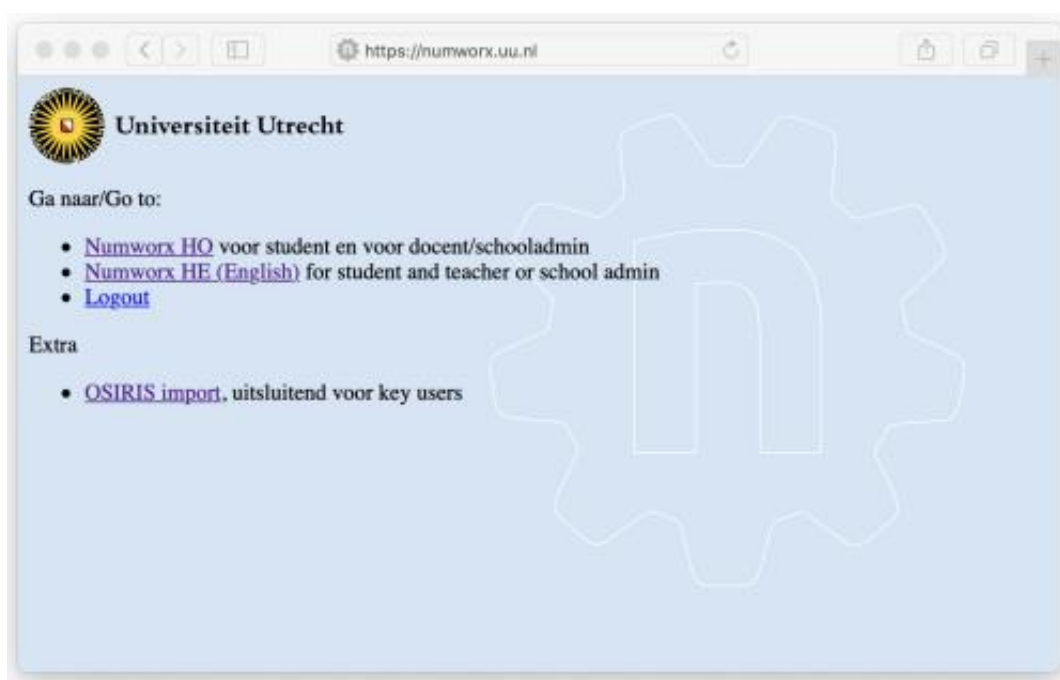 https://numworx.uu.nl
Universiteit Utrecht
Ga naar/Go to:
Numworx HO voor student en voor docent/schooladmin
Numworx HE (English) for student and teacher or school admin
Logout
Extra
OSIRIS import, uitsluitend voor key users
n